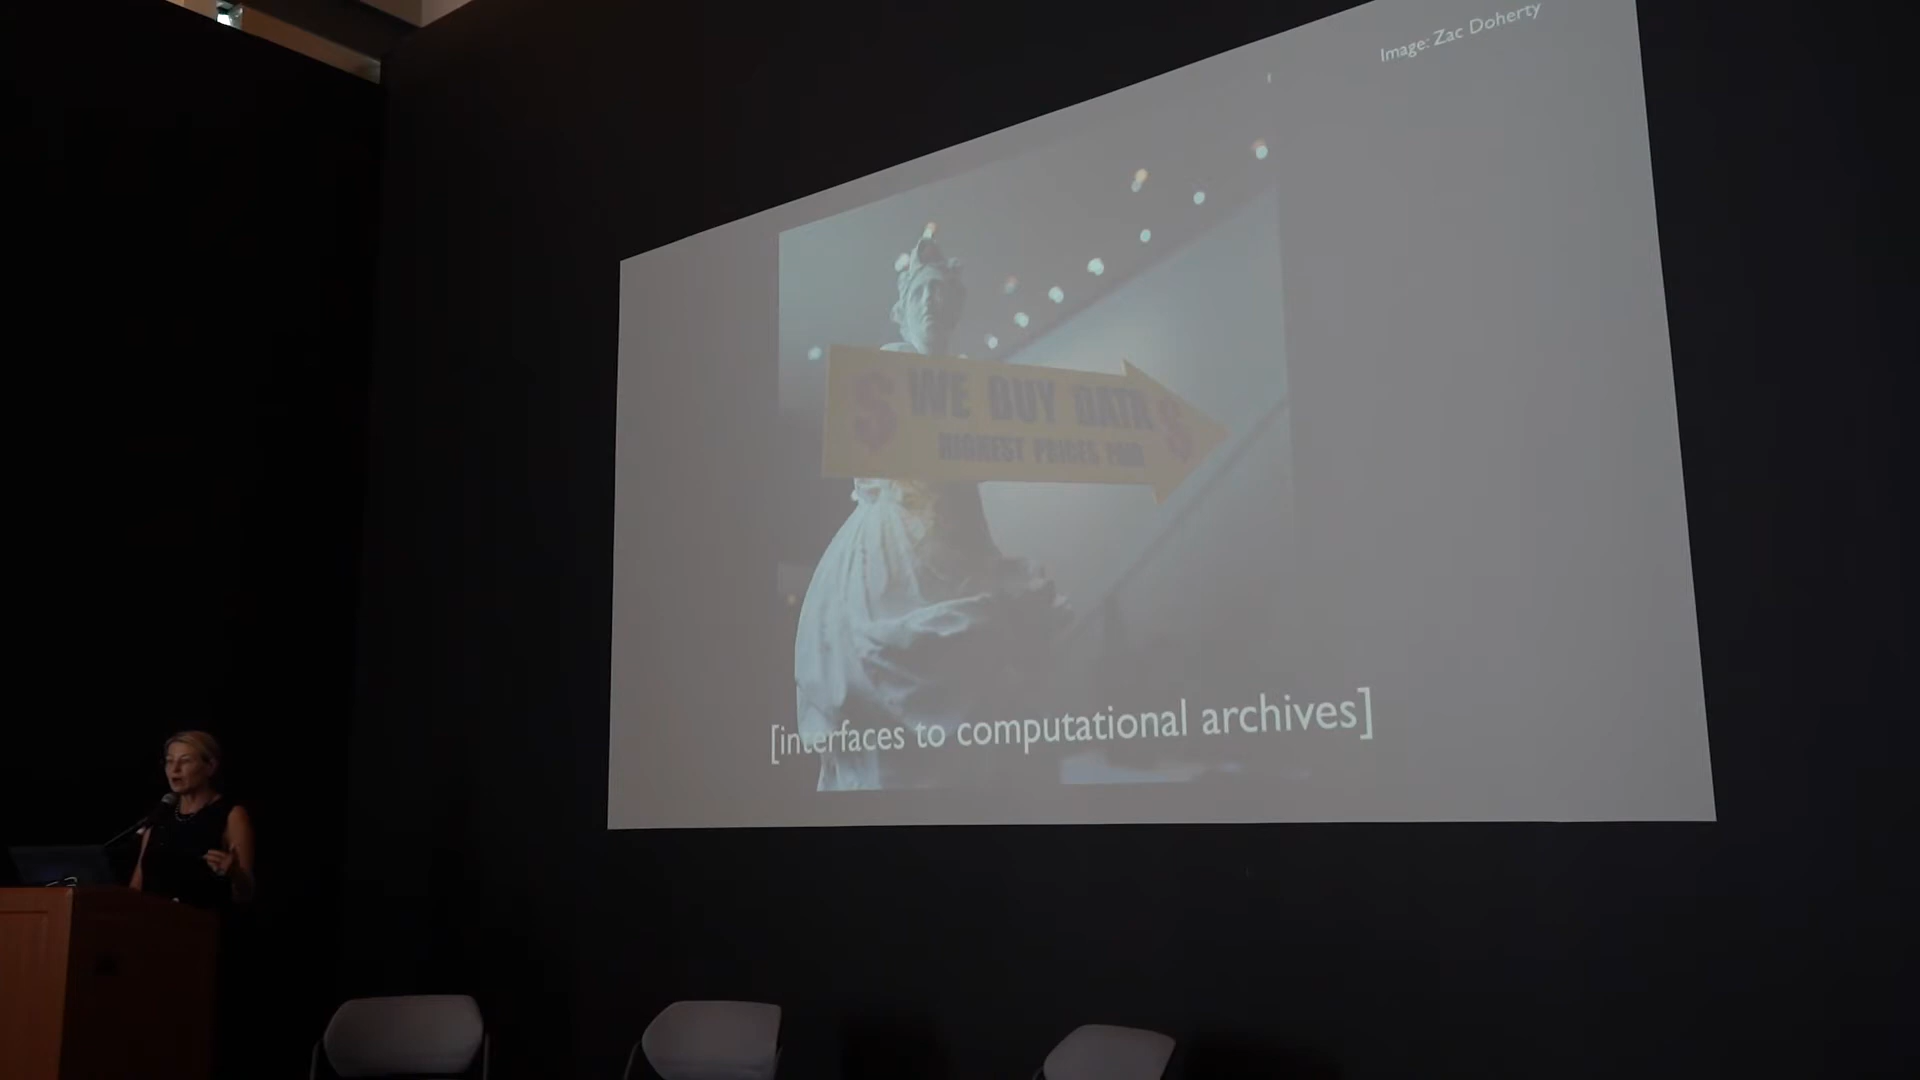 Image: Zac Doherty
$ WE BUY DATA $
HIGHEST PRICES PAID
[interfaces to computational archives]